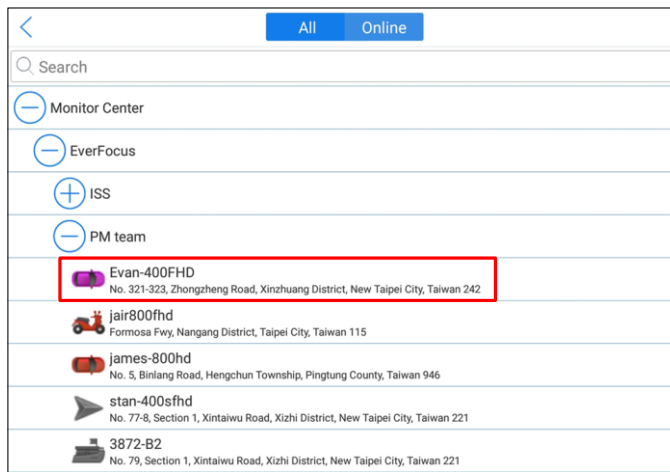 All Online
Search
Monitor Center
EverFocus
ISS
PM team
Evan-400FHD
No. 321-323, Zhongzheng Road, Xinzhuang District, New Taipei City, Taiwan 242
jair800fhd
Formosa Fwy, Nangang District, Taipei City, Taiwan 115
james-800hd
No. 5, Binlang Road, Hengchun Township, Pingtung County, Taiwan 946
stan-400sfhd
No. 77-8, Section 1, Xintaiwu Road, Xizhi District, New Taipei City, Taiwan 221
3872-B2
No. 79, Section 1, Xintaiwu Road, Xizhi District, New Taipei City, Taiwan 221